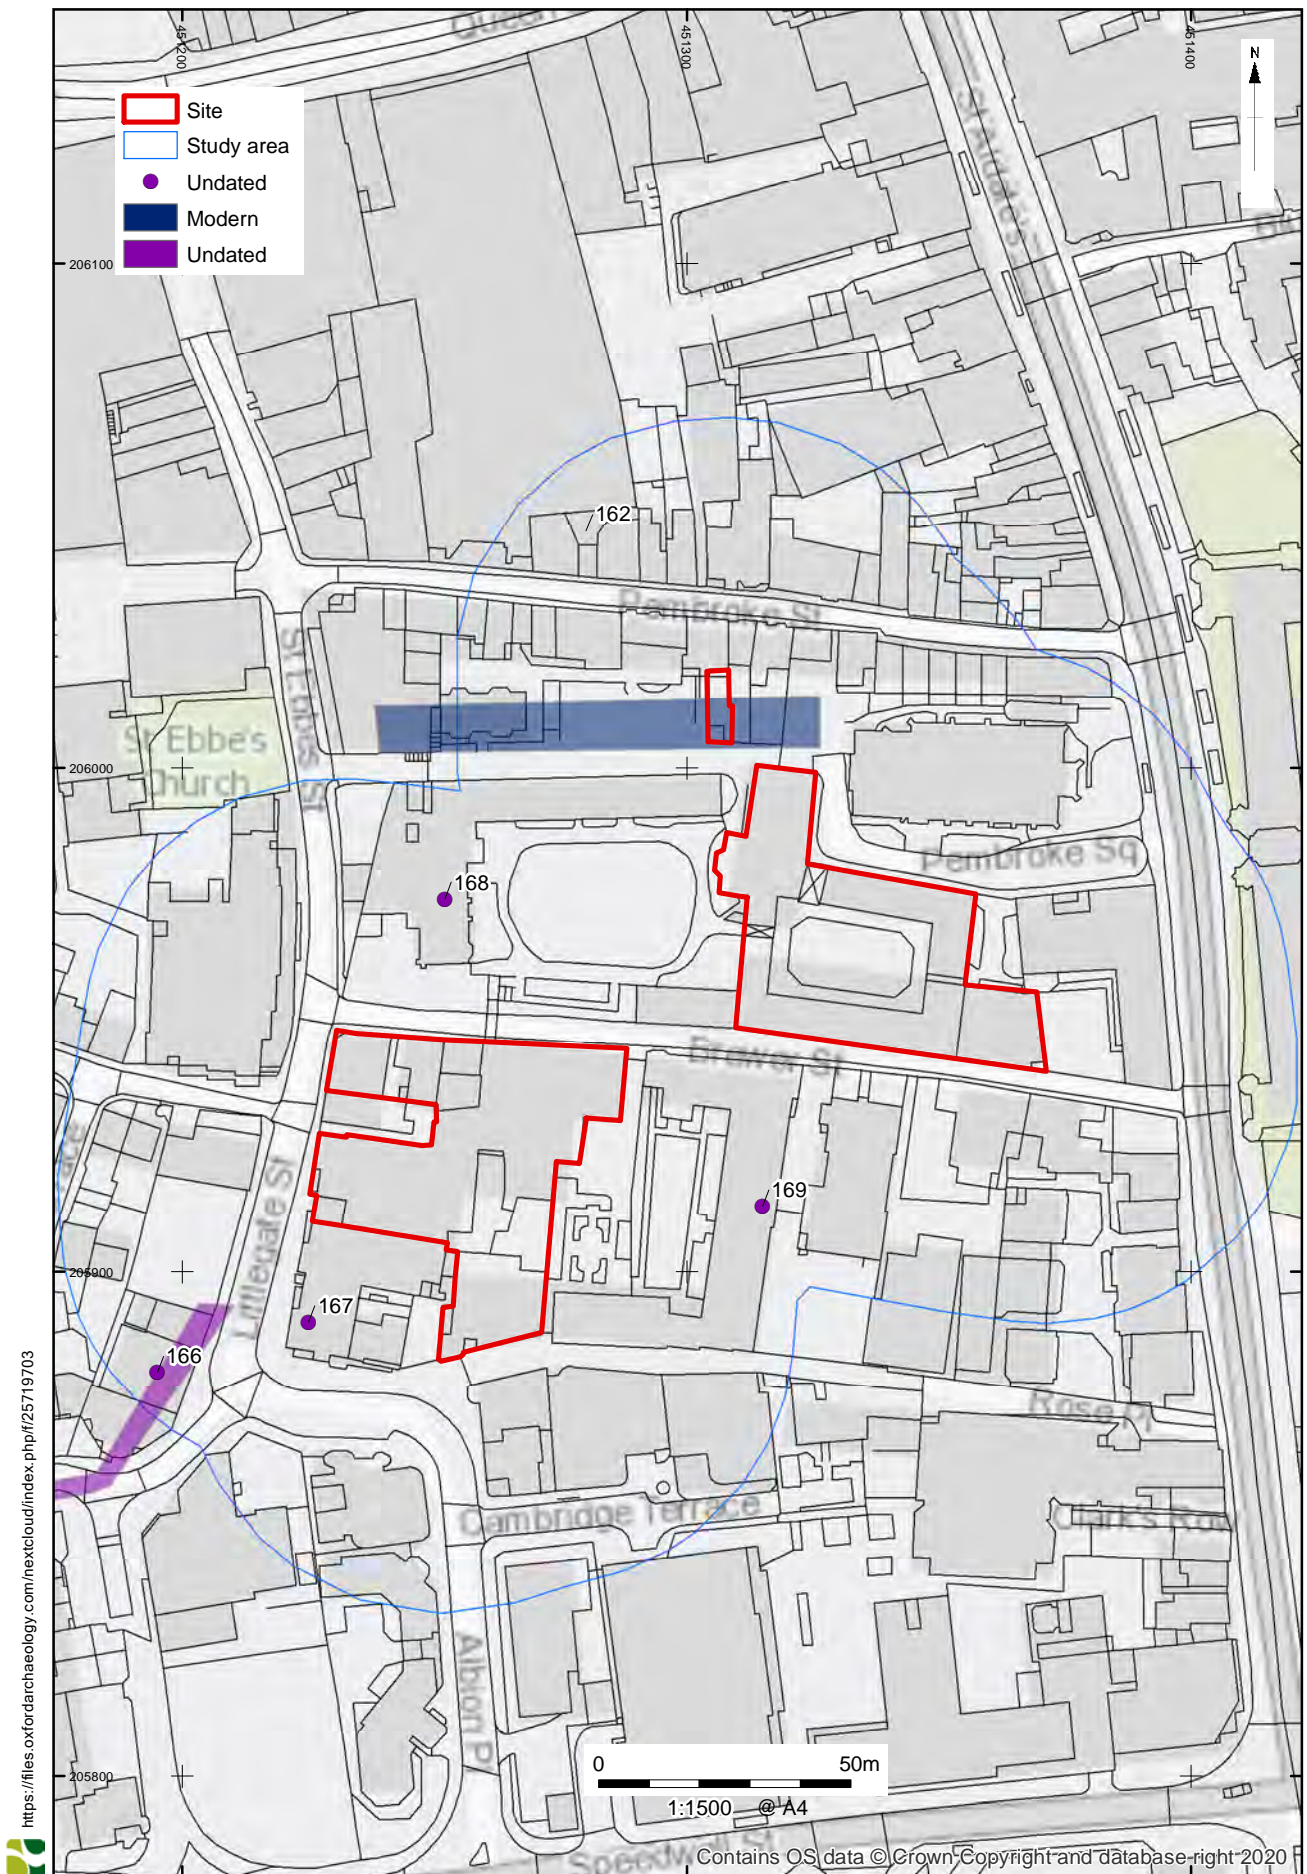 451200
451300
451400
N
Queen
Site
Study area
Undated
Modern
Undated
St Aldate's
206100
162
Pembroke St
St Ebbes St
St Ebbe's
Church
206000
Pembroke Sq
168
Brewer St
169
Littlegate St
205900
167
166
Rose Pl
Cambridge Terrace
Clark's Row
Albion Pl
0 50m
1:1500 @ A4
205800
Speedwell St
Contains OS data © Crown Copyright and database right 2020
https://files.oxfordarchaeology.com/nextcloud/index.php/f/25719703